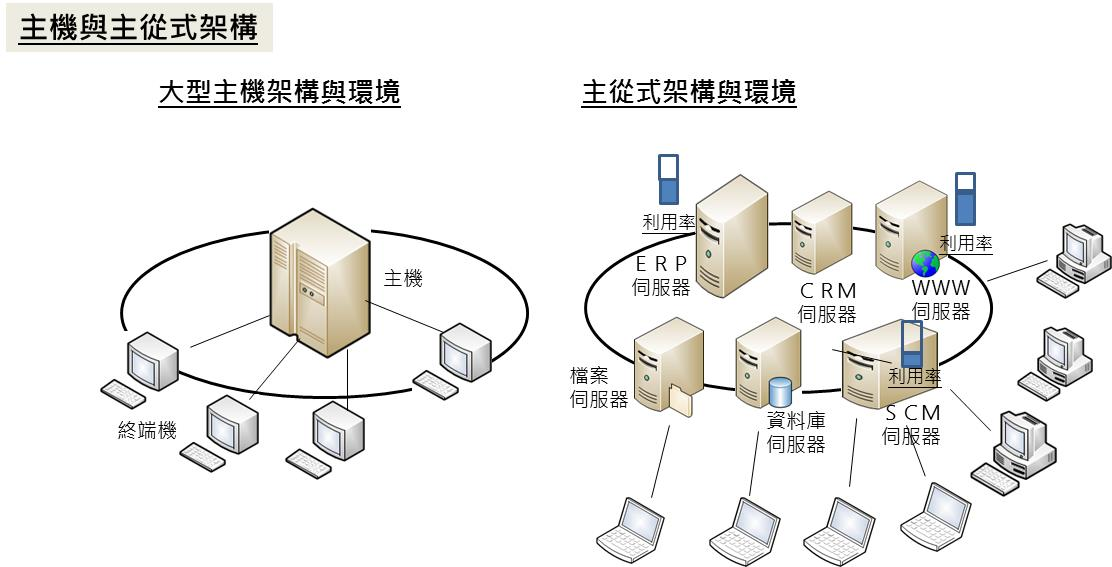 主機與主從式架構
大型主機架構與環境
主從式架構與環境
主機
終端機
利用率
利用率
ＥＲＰ
伺服器
ＣＲＭ
伺服器
WWW
伺服器
檔案
伺服器
資料庫
伺服器
利用率
ＳＣＭ
伺服器